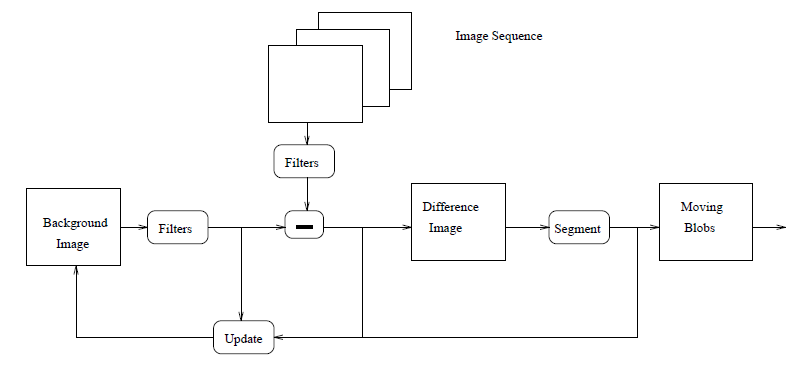 Image Sequence
Filters
Background
Image
Filters
Difference
Image
Segment
Moving
Blobs
Update